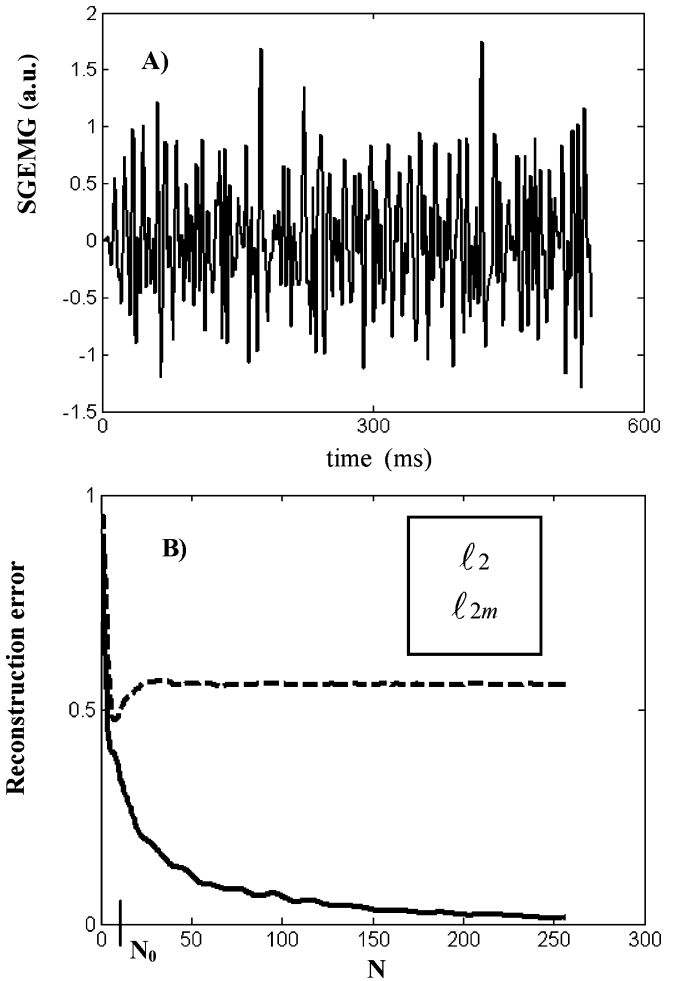 2
A)
1.5
1
0.5
0
-0.5
-1
-1.5
SGEMG (a.u.)
0 300 600
time (ms)
1
B)
ℓ2
ℓ2m
0.5
0
Reconstruction error
0 50 100 150 200 250 300
N0
N